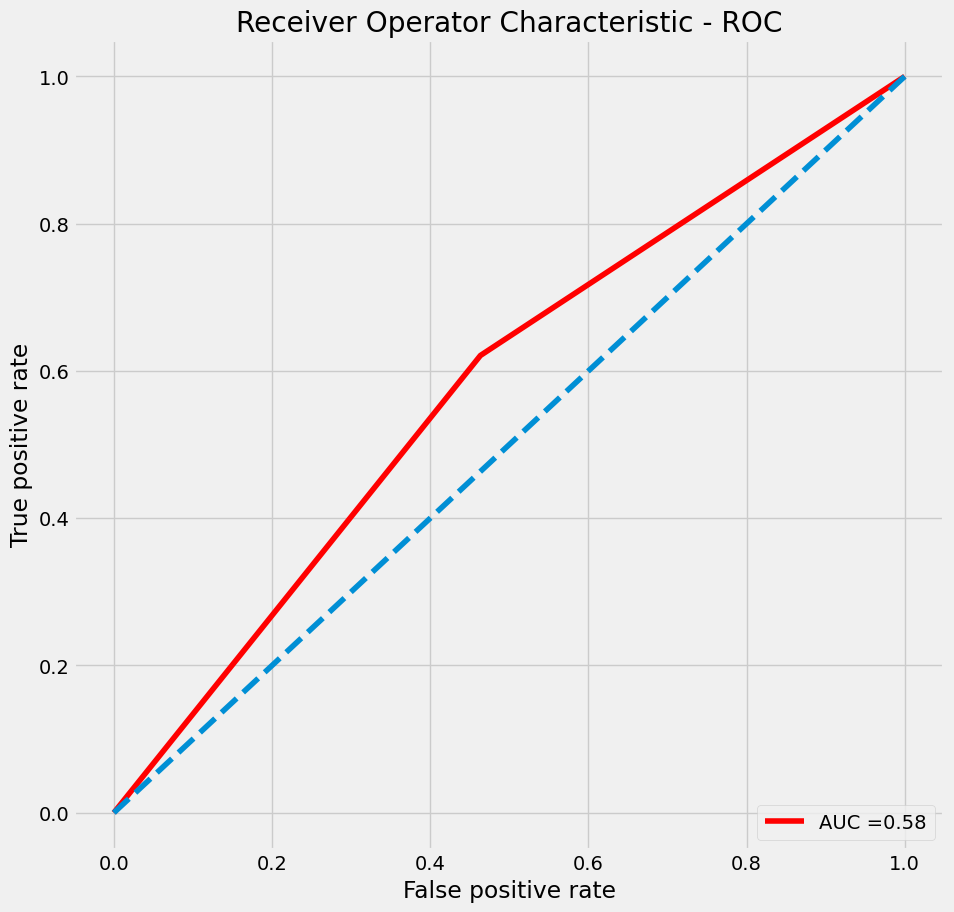 Receiver Operator Characteristic - ROC
True positive rate
1.0
0.8
0.6
0.4
0.2
0.0
AUC =0.58
0.0 0.2 0.4 0.6 0.8 1.0
False positive rate